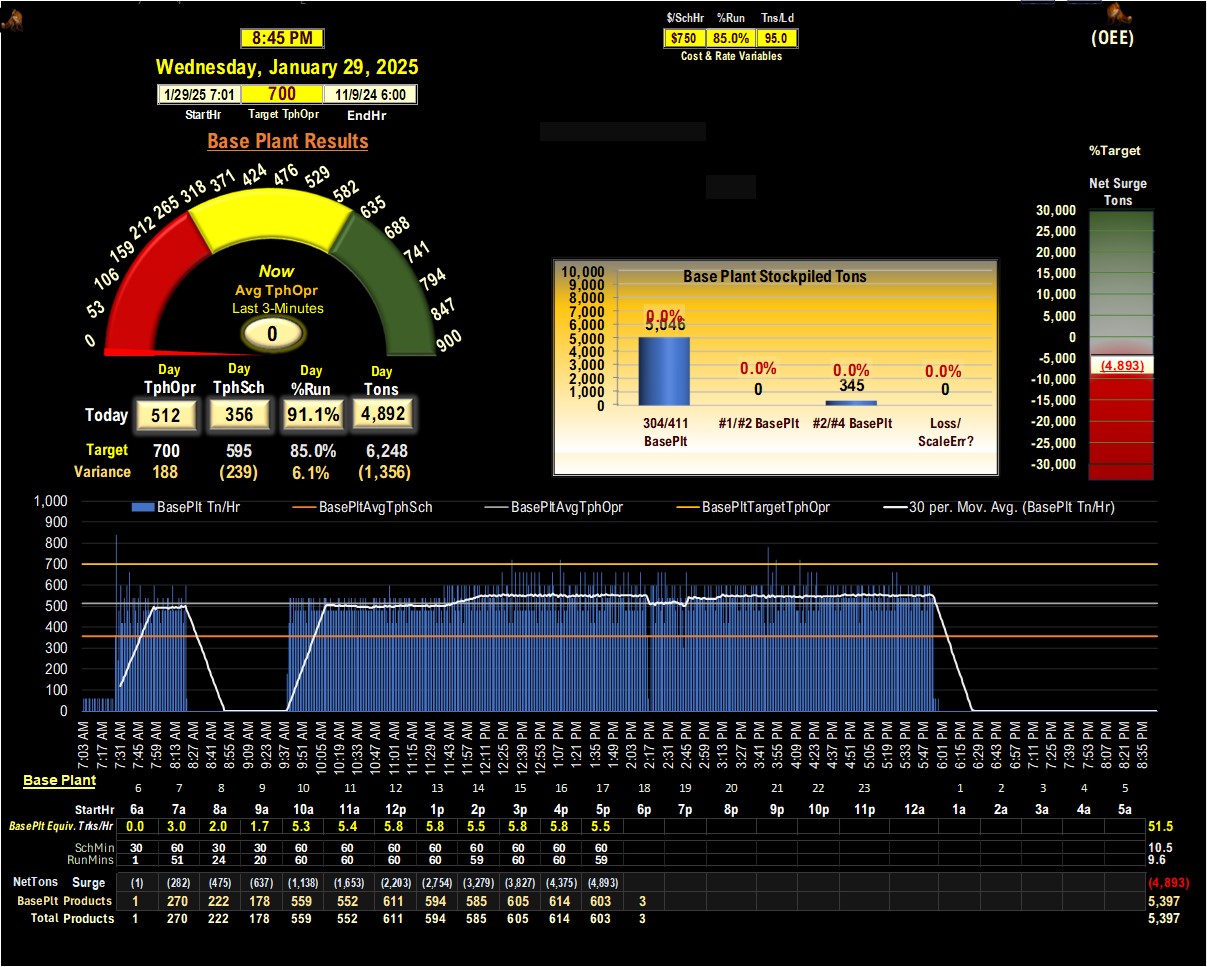 $/SchHr %Run Tns/Ld
8:45 PM
$750 85.0% 95.0
(OEE)
Cost & Rate Variables
Wednesday, January 29, 2025
1/29/25 7:01 700 11/9/24 6:00
StartHr Target TphOpr EndHr
Base Plant Results
%Target
Net Surge
Tons
0 53 106 159 212 265 318 371 424 476 529 582 635 688 741 794 847 900
Now
Avg TphOpr
Last 3-Minutes
0
Day Day Day Day
TphOpr TphSch %Run Tons
Today 512 356 91.1% 4,892
Target 700 595 85.0% 6,248
Variance 188 (239) 6.1% (1,356)
Base Plant Stockpiled Tons
10,000
9,000
8,000
7,000
6,000
5,000
4,000
3,000
2,000
1,000
0
0.0% 0.0% 0.0% 0.0%
5,046 0 345 0
304/411 #1/#2 BasePlt #2/#4 BasePlt Loss/
BasePlt ScaleErr?
30,000
25,000
20,000
15,000
10,000
5,000
0
-5,000
(4,893)
-10,000
-15,000
-20,000
-25,000
-30,000
BasePlt Tn/Hr BasePltAvgTphSch BasePltAvgTphOpr BasePltTargetTphOpr 30 per. Mov. Avg. (BasePlt Tn/Hr)
1,000
900
800
700
600
500
400
300
200
100
0
7:03 AM 7:17 AM 7:31 AM 7:45 AM 7:59 AM 8:13 AM 8:27 AM 8:41 AM 8:55 AM 9:09 AM 9:23 AM 9:37 AM 9:51 AM 10:05 AM 10:19 AM 10:33 AM 10:47 AM 11:01 AM 11:15 AM 11:29 AM 11:43 AM 11:57 AM 12:11 PM 12:25 PM 12:39 PM 12:53 PM 1:07 PM 1:21 PM 1:35 PM 1:49 PM 2:03 PM 2:17 PM 2:31 PM 2:45 PM 2:59 PM 3:13 PM 3:27 PM 3:41 PM 3:55 PM 4:09 PM 4:23 PM 4:37 PM 4:51 PM 5:05 PM 5:19 PM 5:33 PM 5:47 PM 6:01 PM 6:15 PM 6:29 PM 6:43 PM 6:57 PM 7:11 PM 7:25 PM 7:39 PM 7:53 PM 8:07 PM 8:21 PM 8:35 PM
Base Plant
6 7 8 9 10 11 12 13 14 15 16 17 18 19 20 21 22 23 1 2 3 4 5
StartHr 6a 7a 8a 9a 10a 11a 12p 1p 2p 3p 4p 5p 6p 7p 8p 9p 10p 11p 12a 1a 2a 3a 4a 5a
BasePlt Equiv. Trks/Hr 0.0 3.0 2.0 1.7 5.3 5.4 5.8 5.8 5.5 5.8 5.8 5.5 51.5
SchMin 30 60 30 30 60 60 60 60 60 60 60 60 10.5
RunMins 1 51 24 20 60 60 60 60 59 60 60 59 9.6
NetTons Surge (1) (282) (475) (637) (1,138) (1,653) (2,203) (2,754) (3,279) (3,827) (4,375) (4,893) (4,893)
BasePlt Products 1 270 222 178 559 552 611 594 585 605 614 603 3 5,397
Total Products 1 270 222 178 559 552 611 594 585 605 614 603 3 5,397